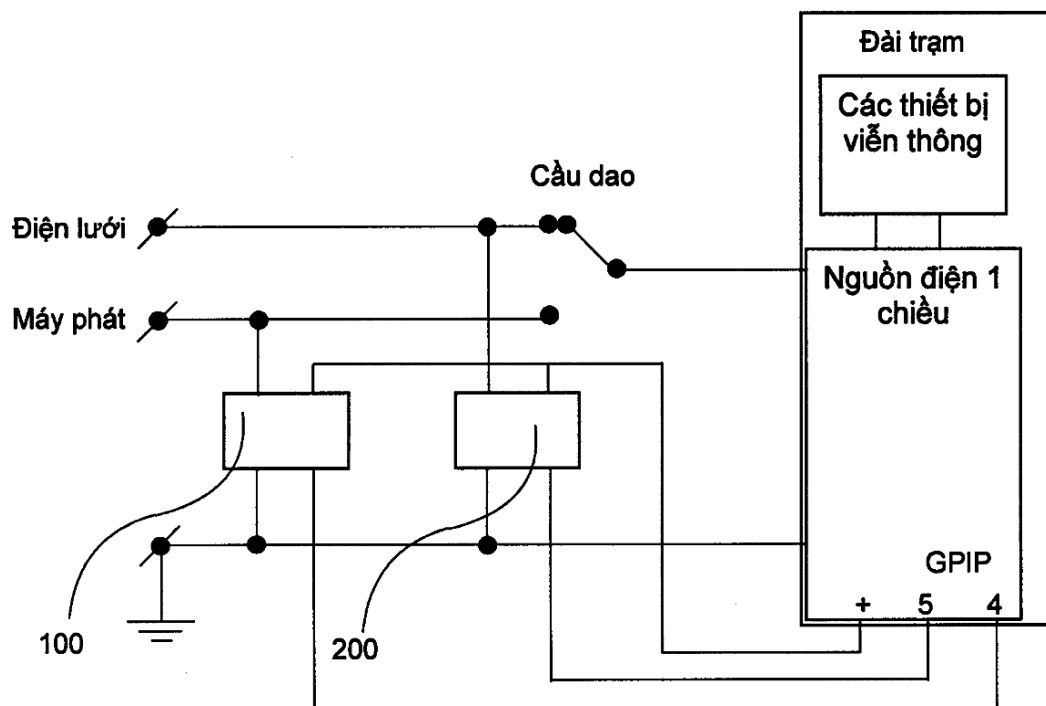 Đài trạm
Các thiết bị
viễn thông
Cầu dao
Điện lưới
Nguồn điện 1
chiều
Máy phát
GPIP
+ 5 4
100
200